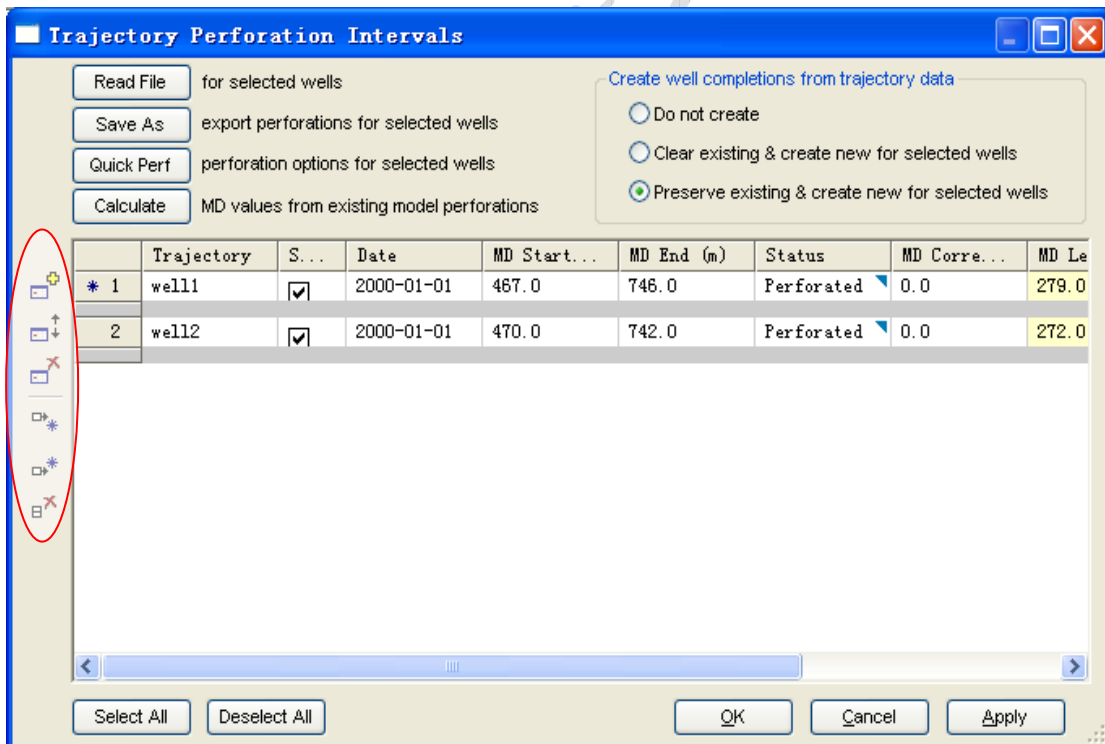 Trajectory Perforation Intervals
Read File for selected wells
Save As export perforations for selected wells
Quick Perf perforation options for selected wells
Calculate MD values from existing model perforations
Create well completions from trajectory data
Do not create
Clear existing & create new for selected wells
Preserve existing & create new for selected wells
Trajectory S... Date MD Start... MD End (m) Status MD Corre... MD Le
* 1 well1 2000-01-01 467.0 746.0 Perforated 0.0 279.0
2 well2 2000-01-01 470.0 742.0 Perforated 0.0 272.0
Select All Deselect All OK Cancel Apply